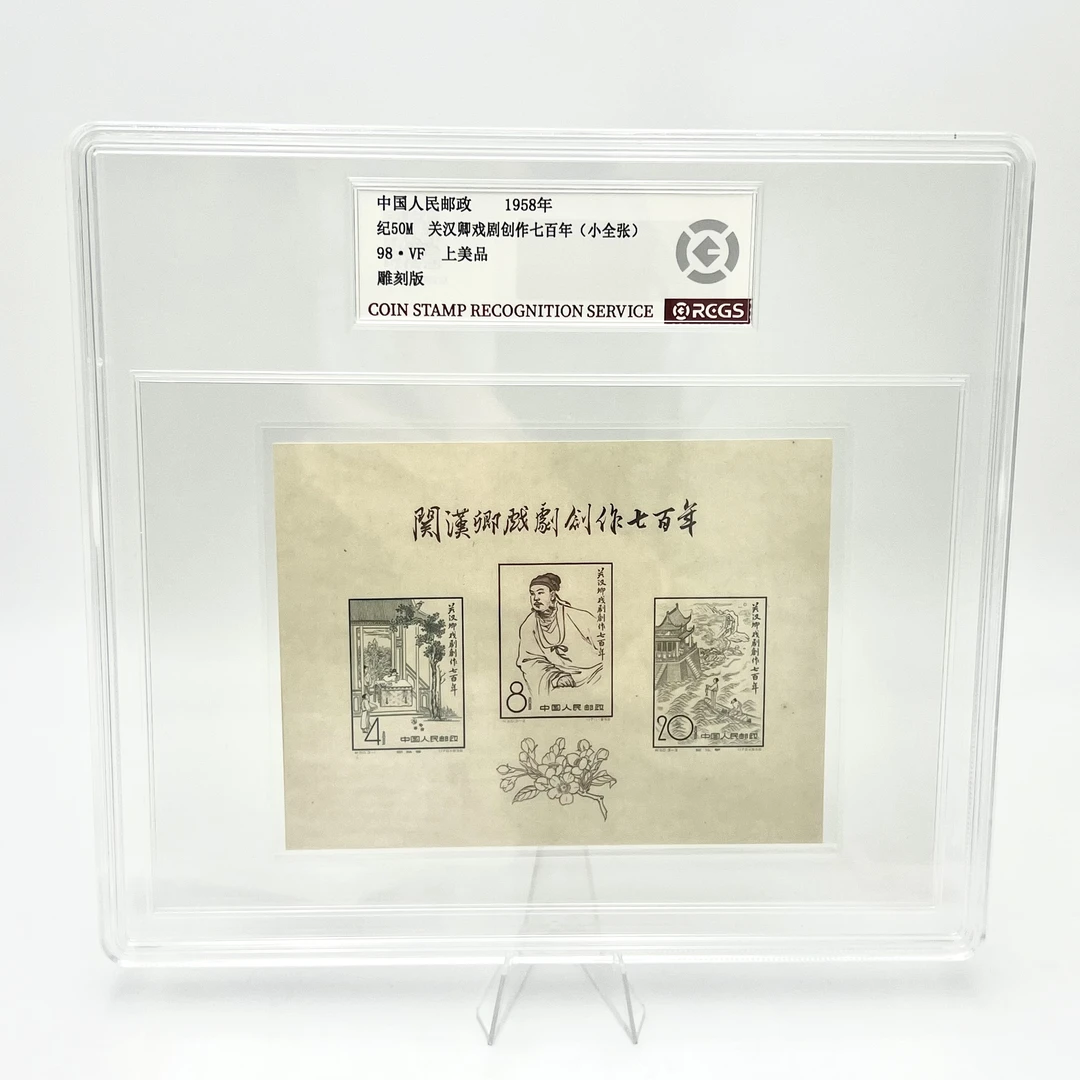 中国人民邮政 1958年
纪50M 关汉卿戏剧创作七百年（小全张）
98·VF 上美品
雕刻版
COIN STAMP RECOGNITION SERVICE RCGS
関漢卿戯劇創作七百年
关汉卿戏剧创作七百年
4
中国人民邮政
关汉卿戏剧创作七百年
8
中国人民邮政
关汉卿戏剧创作七百年
20
中国人民邮政